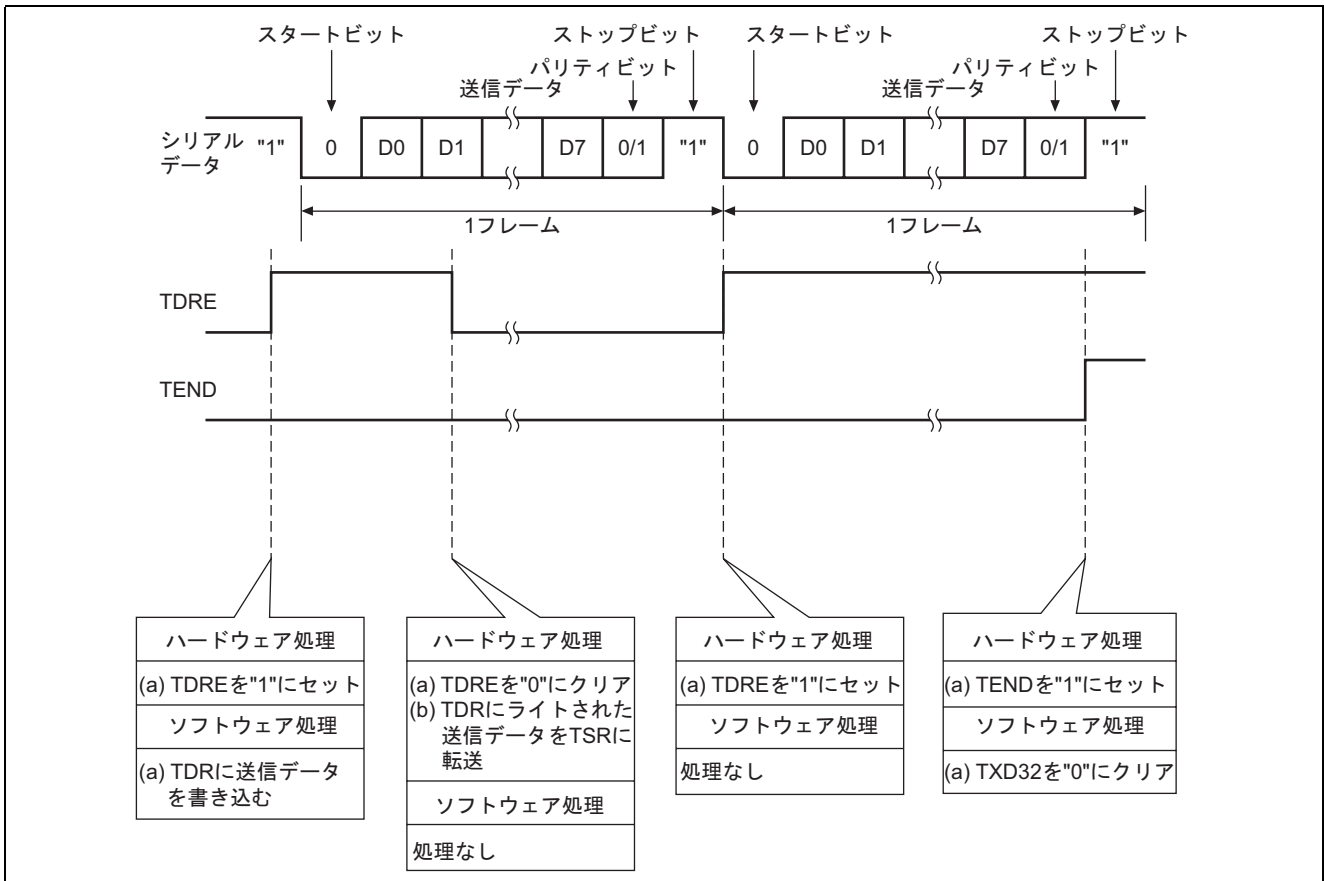 スタートビット
ストップビット
スタートビット
ストップビット
パリティビット
パリティビット
送信データ
送信データ
シリアル
データ
"1" 0 D0 D1 D7 0/1 "1" 0 D0 D1 D7 0/1 "1"
1フレーム
1フレーム
TDRE
TEND
ハードウェア処理
(a) TDREを"1"にセット
ソフトウェア処理
(a) TDRに送信データ
を書き込む
ハードウェア処理
(a) TDREを"0"にクリア
(b) TDRにライトされた
送信データをTSRに
転送
ソフトウェア処理
処理なし
ハードウェア処理
(a) TDREを"1"にセット
ソフトウェア処理
処理なし
ハードウェア処理
(a) TENDを"1"にセット
ソフトウェア処理
(a) TXD32を"0"にクリア